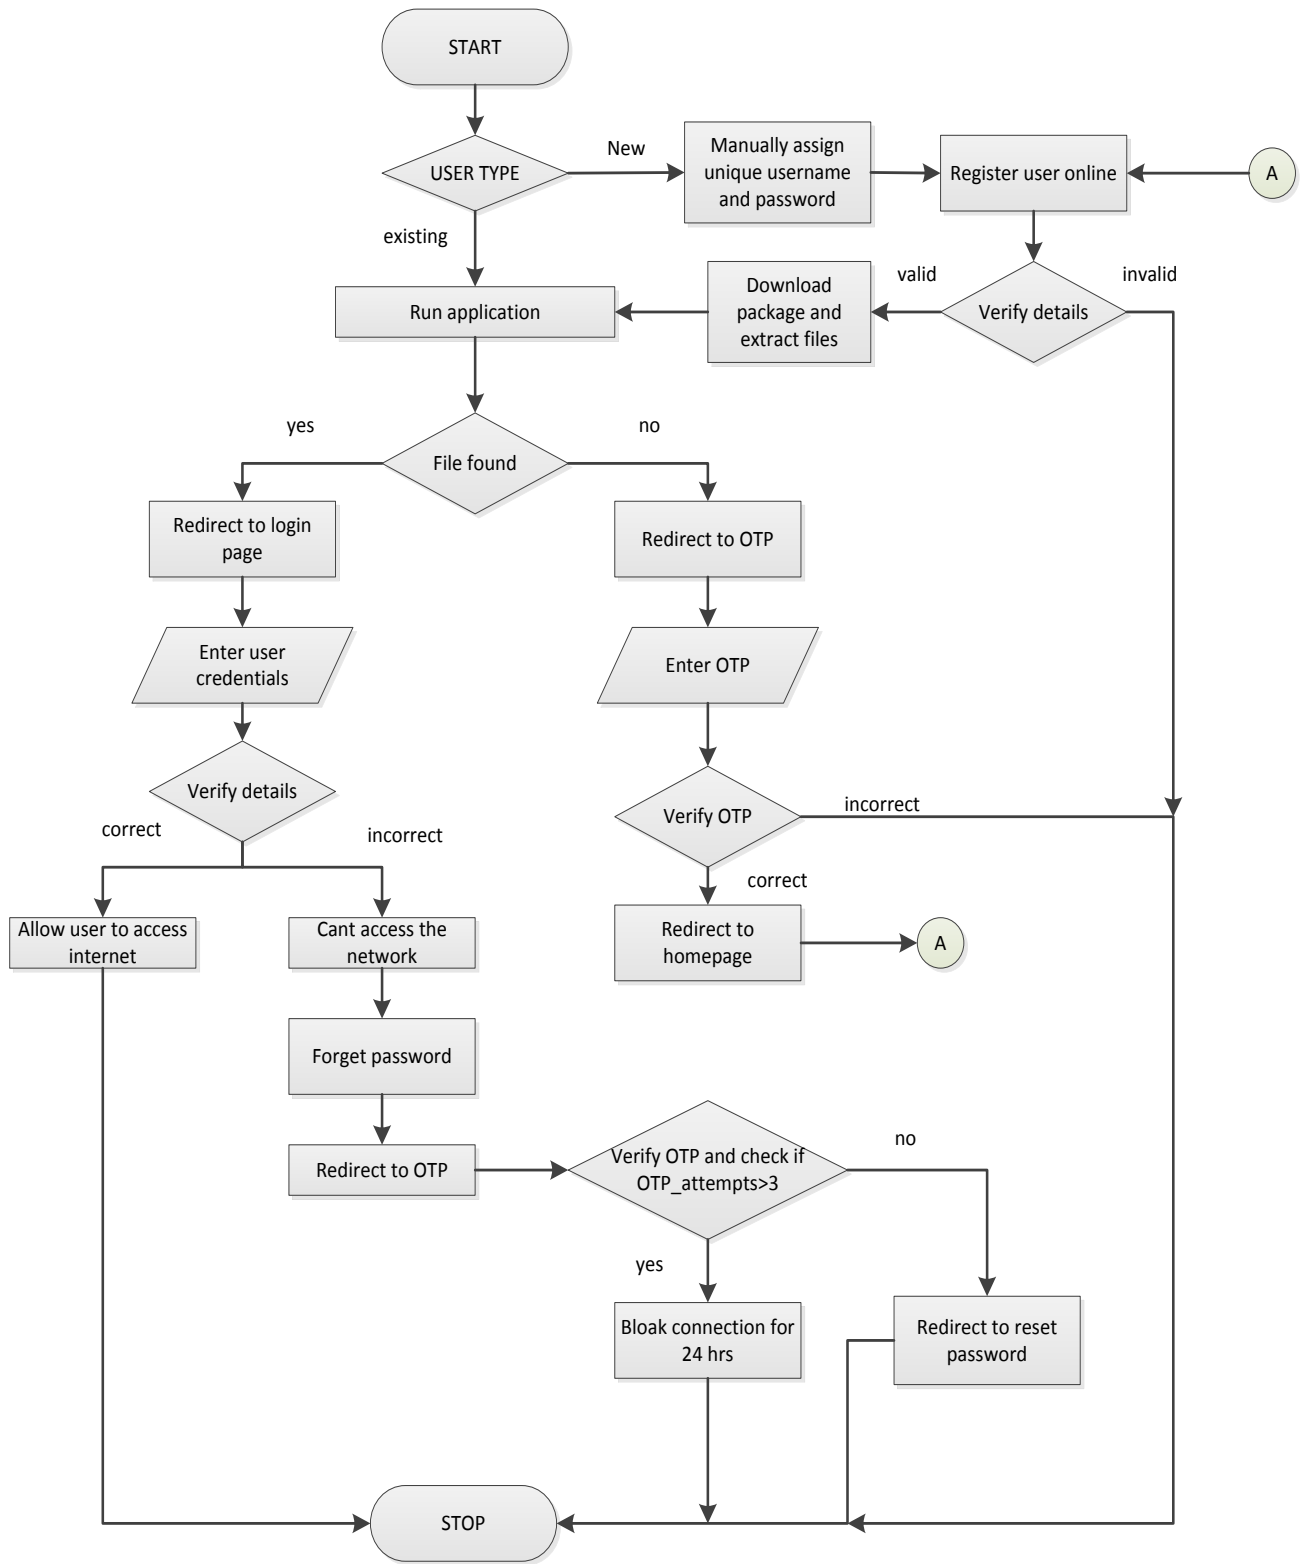 START
USER TYPE
New
Manually assign
unique username
and password
Register user online
A
existing
Run application
Download
package and
extract files
valid
Verify details
invalid
yes
File found
no
Redirect to login
page
Redirect to OTP
Enter user
credentials
Enter OTP
Verify details
Verify OTP
incorrect
correct
incorrect
correct
Allow user to access
internet
Cant access the
network
Redirect to
homepage
A
Forget password
Redirect to OTP
Verify OTP and check if
OTP_attempts>3
no
yes
Bloak connection for
24 hrs
Redirect to reset
password
STOP